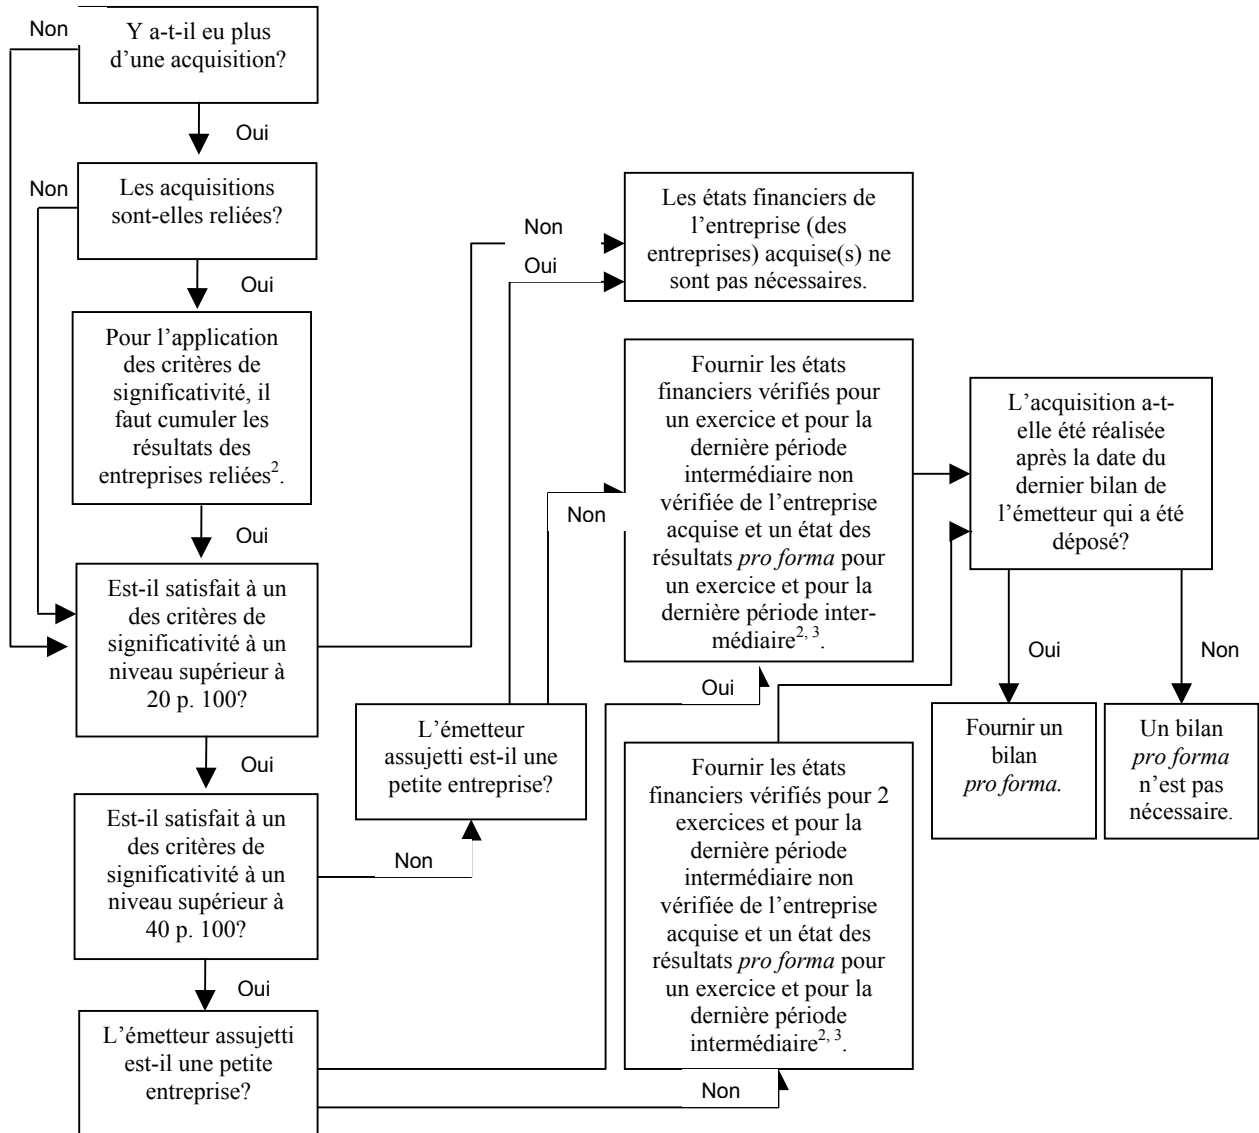 Non
Y a-t-il eu plus
d'une acquisition?
Oui
Non
Les acquisitions
sont-elles reliées?
Oui
Pour l'application
des critères de
significativité, il
faut cumuler les
résultats des
entreprises reliées2.
Oui
Est-il satisfait à un
des critères de
significativité à un
niveau supérieur à
20 p. 100?
Oui
Est-il satisfait à un
des critères de
significativité à un
niveau supérieur à
40 p. 100?
Non
Oui
L'émetteur assujetti
est-il une petite
entreprise?
L'émetteur
assujetti est-il une
petite entreprise?
Non
Oui
Les états financiers de
l'entreprise (des
entreprises) acquise(s) ne
sont pas nécessaires.
Non
Fournir les états
financiers vérifiés pour
un exercice et pour la
dernière période
intermédiaire non
vérifiée de l'entreprise
acquise et un état des
résultats pro forma pour
un exercice et pour la
dernière période inter-
médiaire2, 3.
Oui
Fournir les états
financiers vérifiés pour 2
exercices et pour la
dernière période
intermédiaire non
vérifiée de l'entreprise
acquise et un état des
résultats pro forma pour
un exercice et pour la
dernière période
intermédiaire2, 3.
Non
L'acquisition a-t-
elle été réalisée
après la date du
dernier bilan de
l'émetteur qui a été
déposé?
Oui
Non
Fournir un
bilan
pro forma.
Un bilan
pro forma
n'est pas
nécessaire.